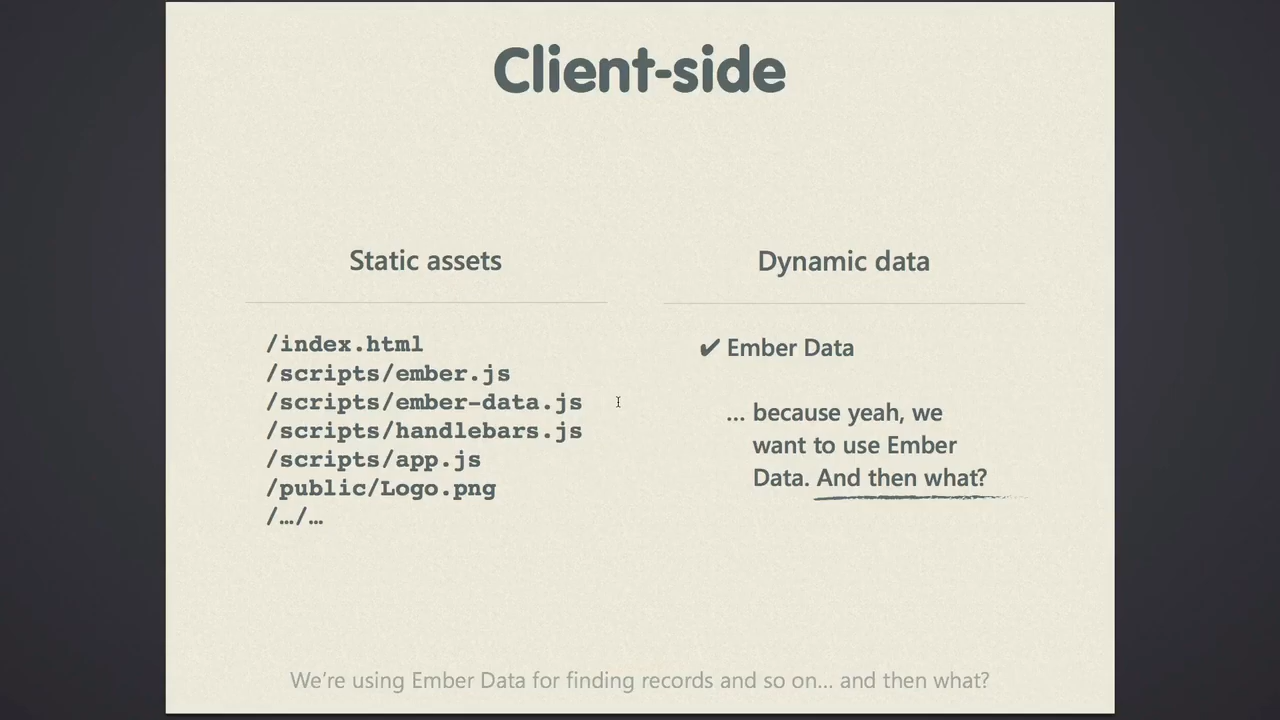 Client-side
Static assets
/index.html
/scripts/ember.js
/scripts/ember-data.js
/scripts/handlebars.js
/scripts/app.js
/public/Logo.png
/…/…
Dynamic data
✔ Ember Data
… because yeah, we
want to use Ember
Data. And then what?
We're using Ember Data for finding records and so on… and then what?